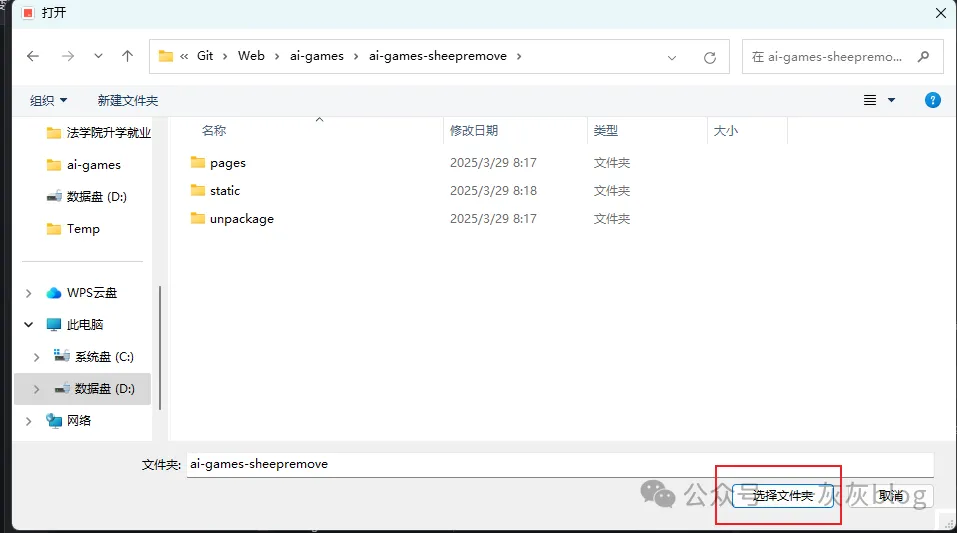 打开
« Git › Web › ai-games › ai-games-sheepremove ›
在 ai-games-sheepremo...
组织
新建文件夹
法学院升学就业
ai-games
数据盘 (D:)
Temp
WPS云盘
此电脑
系统盘 (C:)
数据盘 (D:)
网络
名称 修改日期 类型 大小
pages 2025/3/29 8:17 文件夹
static 2025/3/29 8:18 文件夹
unpackage 2025/3/29 8:17 文件夹
文件夹: ai-games-sheepremove
选择文件夹 取消
公众号 灰灰blog